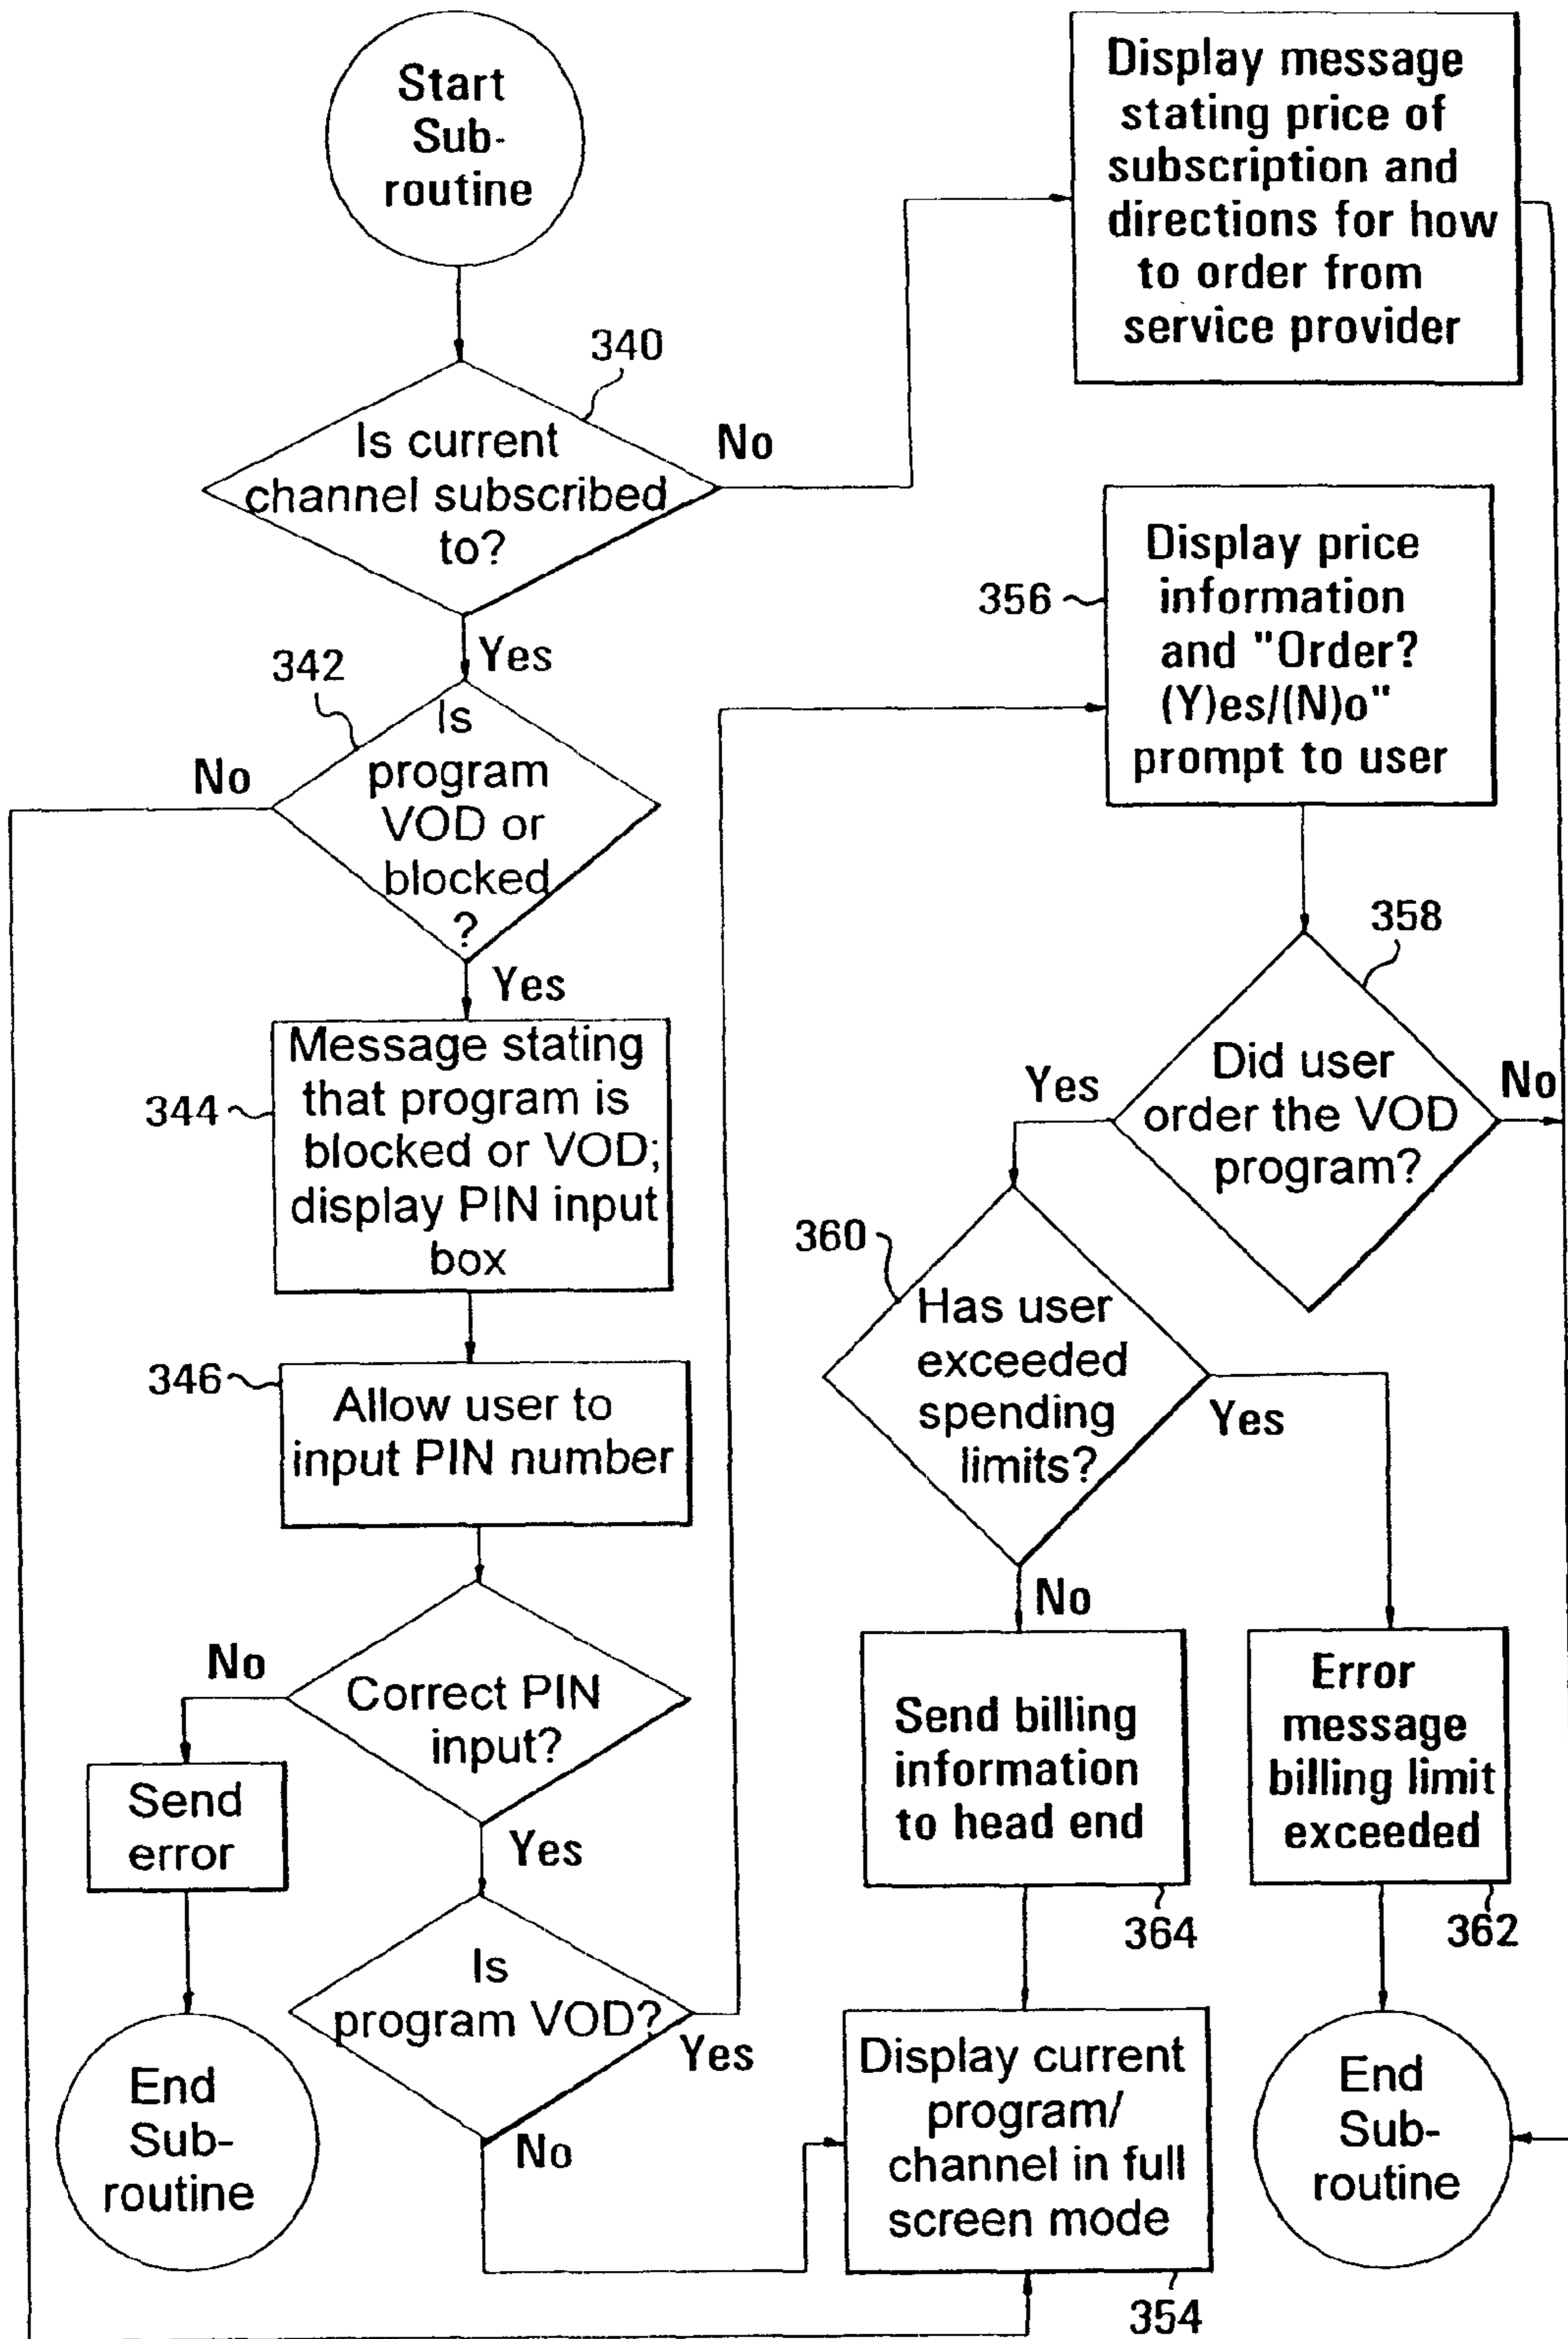 Start
Sub-
routine
Display message
stating price of
subscription and
directions for how
to order from
service provider
340
Is current
channel subscribed
to?
No
Yes
342
Is
program
VOD or
blocked
?
No
Yes
344
Message stating
that program is
blocked or VOD;
display PIN input
box
346
Allow user to
input PIN number
Correct PIN
input?
No
Send
error
End
Sub-
routine
Yes
Is
program VOD?
Yes
No
356
Display price
information
and "Order?
(Y)es/(N)o"
prompt to user
358
Did user
order the VOD
program?
Yes
No
360
Has user
exceeded
spending
limits?
Yes
No
Send billing
information
to head end
364
Error
message
billing limit
exceeded
362
Display current
program/
channel in full
screen mode
354
End
Sub-
routine